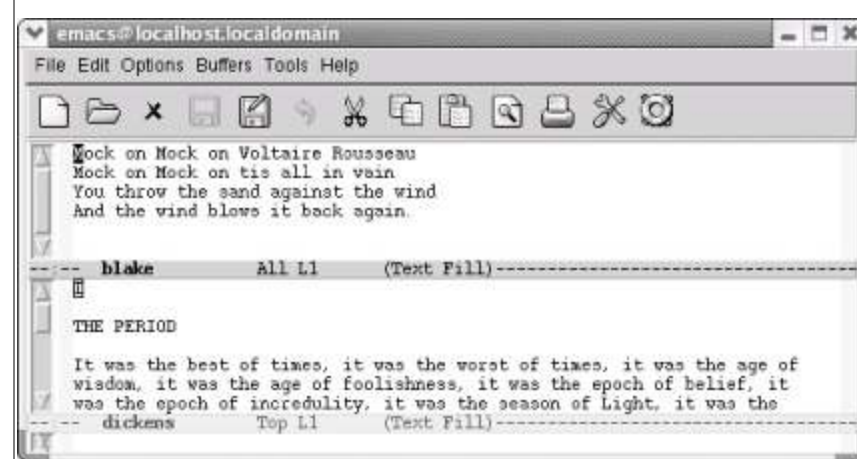 emacs@localhost.localdomain
File Edit Options Buffers Tools Help
Mock on Mock on Voltaire Rousseau
Mock on Mock on tis all in vain
You throw the sand against the wind
And the wind blows it back again.
--:-- blake All L1 (Text Fill)----------------------------------
I
THE PERIOD
It was the best of times, it was the worst of times, it was the age of
wisdom, it was the age of foolishness, it was the epoch of belief, it
was the epoch of incredulity, it was the season of Light, it was the
-- -- dickens Top L1 (Text Fill)----------------------------------